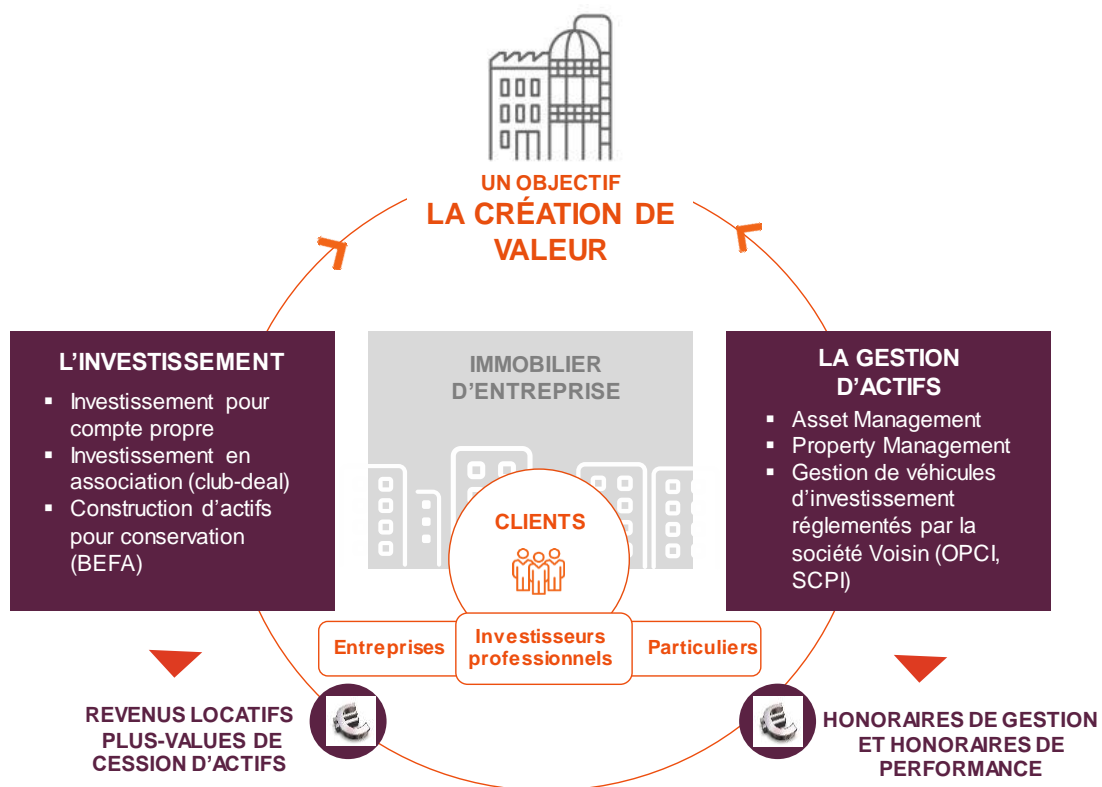 UN OBJECTIF
LA CRÉATION DE
VALEUR
L'INVESTISSEMENT
▪ Investissement pour
compte propre
▪ Investissement en
association (club-deal)
▪ Construction d'actifs
pour conservation
(BEFA)
IMMOBILIER
D'ENTREPRISE
CLIENTS
Entreprises
Investisseurs
professionnels
Particuliers
LA GESTION
D'ACTIFS
▪ Asset Management
▪ Property Management
▪ Gestion de véhicules
d'investissement
réglementés par la
société Voisin (OPCI,
SCPI)
REVENUS LOCATIFS
PLUS-VALUES DE
CESSION D'ACTIFS
€
€
HONORAIRES DE GESTION
ET HONORAIRES DE
PERFORMANCE